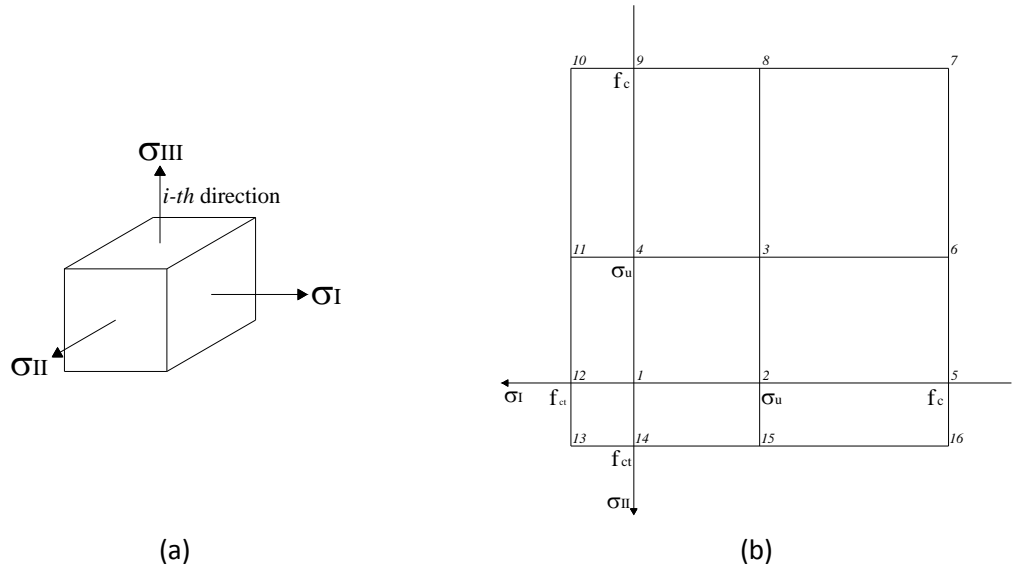 σIII
i-th direction
σI
σII
(a)
10 9 8 7
fc
11 4 3 6
σu
12 1 2 5
σI fct σu fc
13 14 15 16
fct
σII
(b)